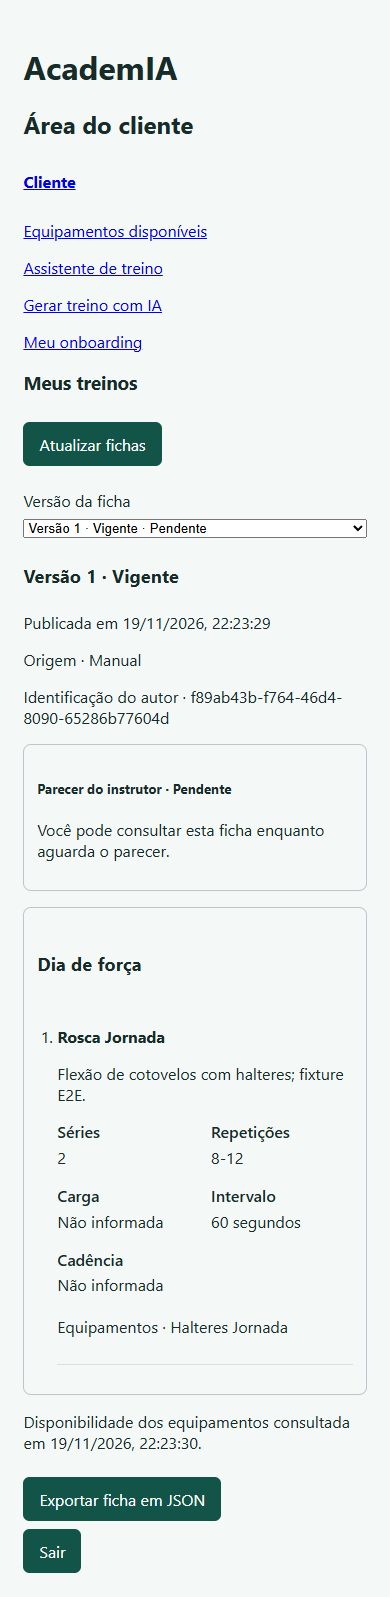 AcademIA
Área do cliente
Cliente
Equipamentos disponíveis
Assistente de treino
Gerar treino com IA
Meu onboarding
Meus treinos
Atualizar fichas
Versão da ficha
Versão 1 · Vigente · Pendente
Versão 1 · Vigente
Publicada em 19/11/2026, 22:23:29
Origem · Manual
Identificação do autor · f89ab43b-f764-46d4-
8090-65286b77604d
Parecer do instrutor · Pendente
Você pode consultar esta ficha enquanto
aguarda o parecer.
Dia de força
1. Rosca Jornada
Flexão de cotovelos com halteres; fixture
E2E.
Séries
2
Repetições
8-12
Carga
Não informada
Intervalo
60 segundos
Cadência
Não informada
Equipamentos · Halteres Jornada
Disponibilidade dos equipamentos consultada
em 19/11/2026, 22:23:30.
Exportar ficha em JSON
Sair